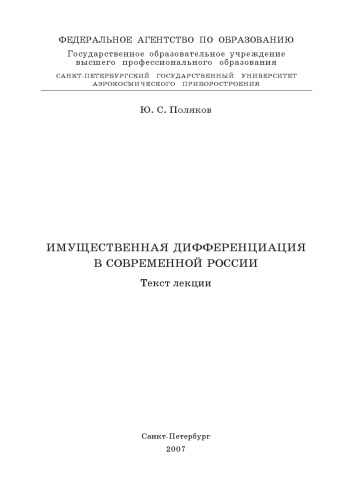 ФЕДЕРАЛЬНОЕ АГЕНТСТВО ПО ОБРАЗОВАНИЮ
Государственное образовательное учреждение
высшего профессионального образования
САНКТ-ПЕТЕРБУРГСКИЙ ГОСУДАРСТВЕННЫЙ УНИВЕРСИТЕТ
АЭРОКОСМИЧЕСКОГО ПРИБОРОСТРОЕНИЯ
Ю. С. Поляков
ИМУЩЕСТВЕННАЯ ДИФФЕРЕНЦИАЦИЯ
В СОВРЕМЕННОЙ РОССИИ
Текст лекции
Санкт-Петербург
2007